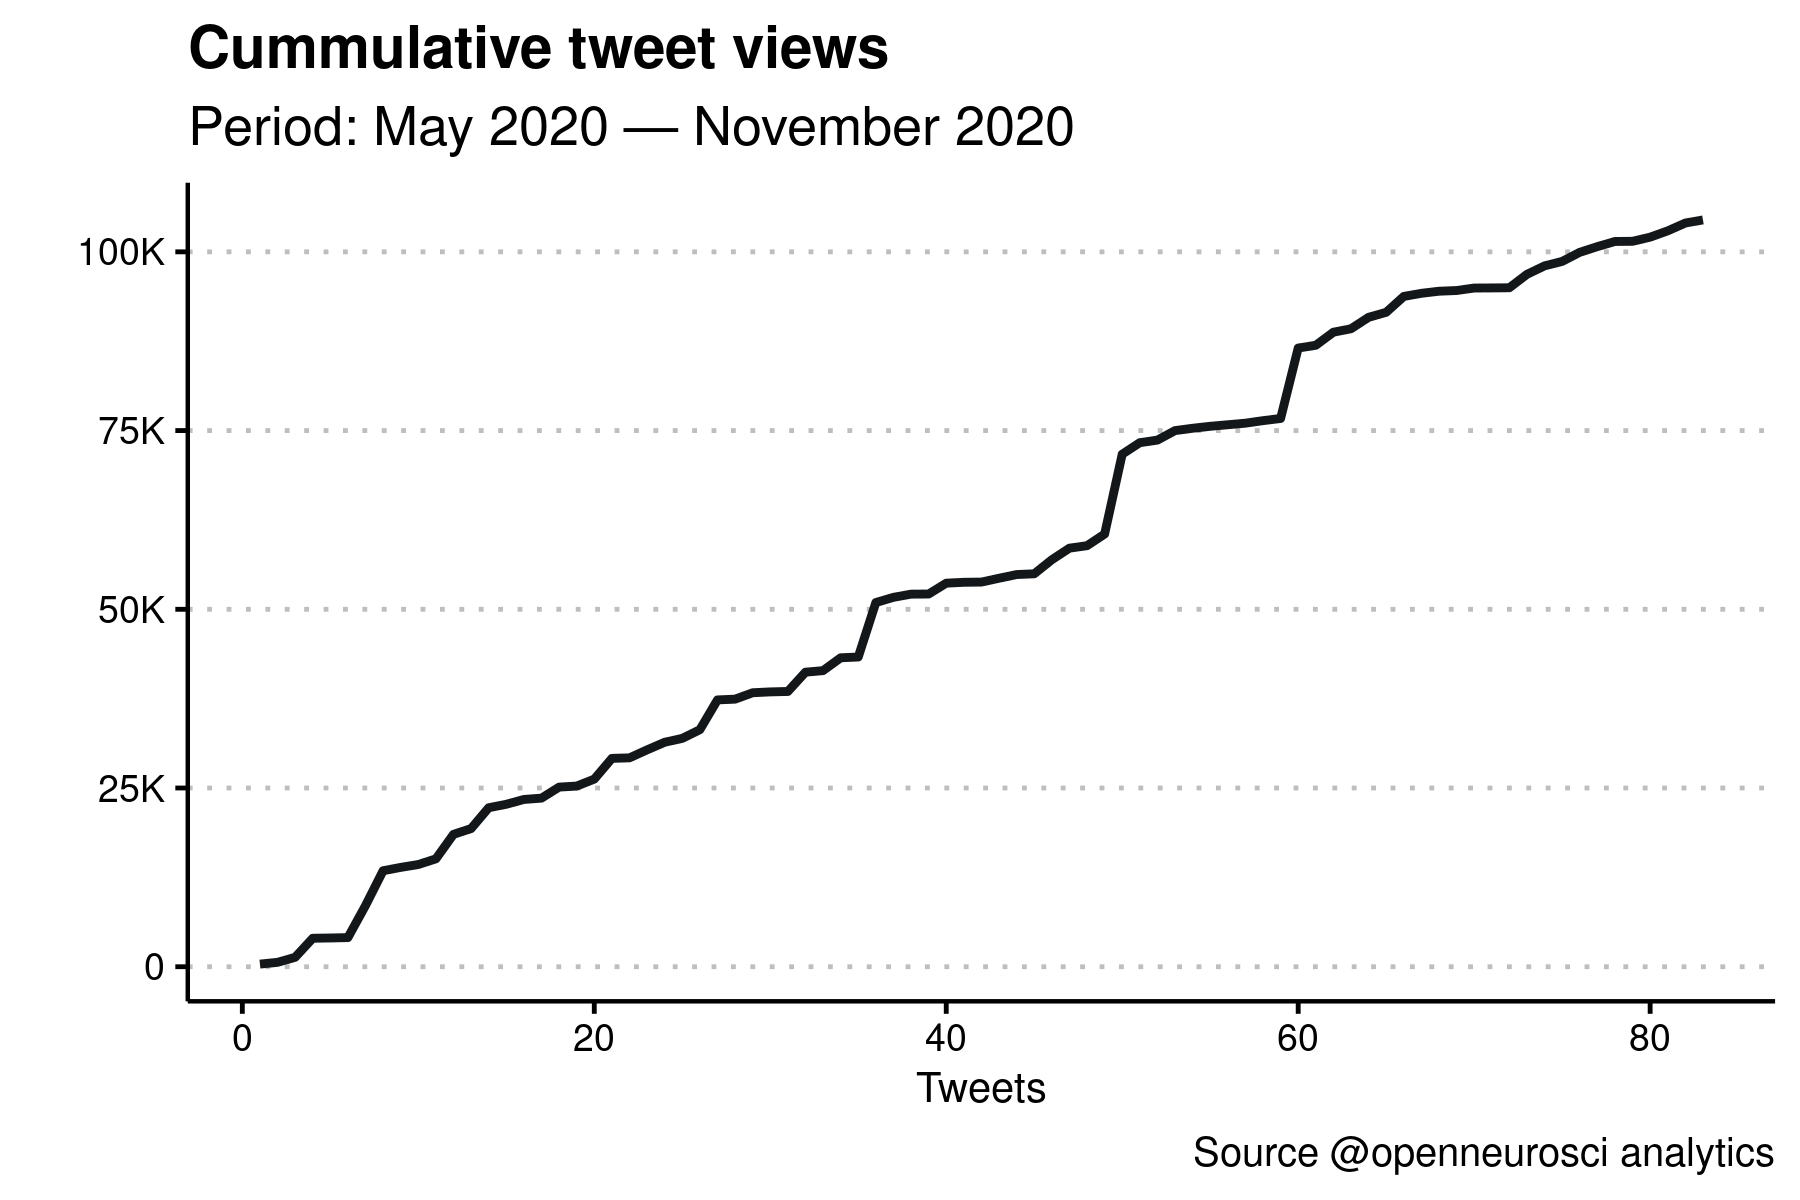 Cummulative tweet views
Period: May 2020 — November 2020
100K
75K
50K
25K
0
0 20 40 60 80
Tweets
Source @openneurosci analytics